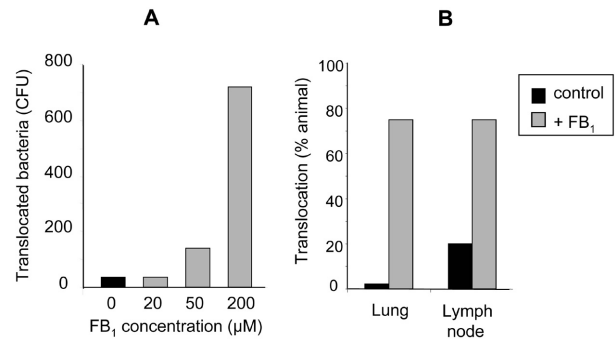 A
Translocated bacteria (CFU)
800
600
400
200
0
0 20 50 200
FB1 concentration (µM)
B
Translocation (% animal)
100
80
60
40
20
0
Lung Lymph
node
control
+ FB1